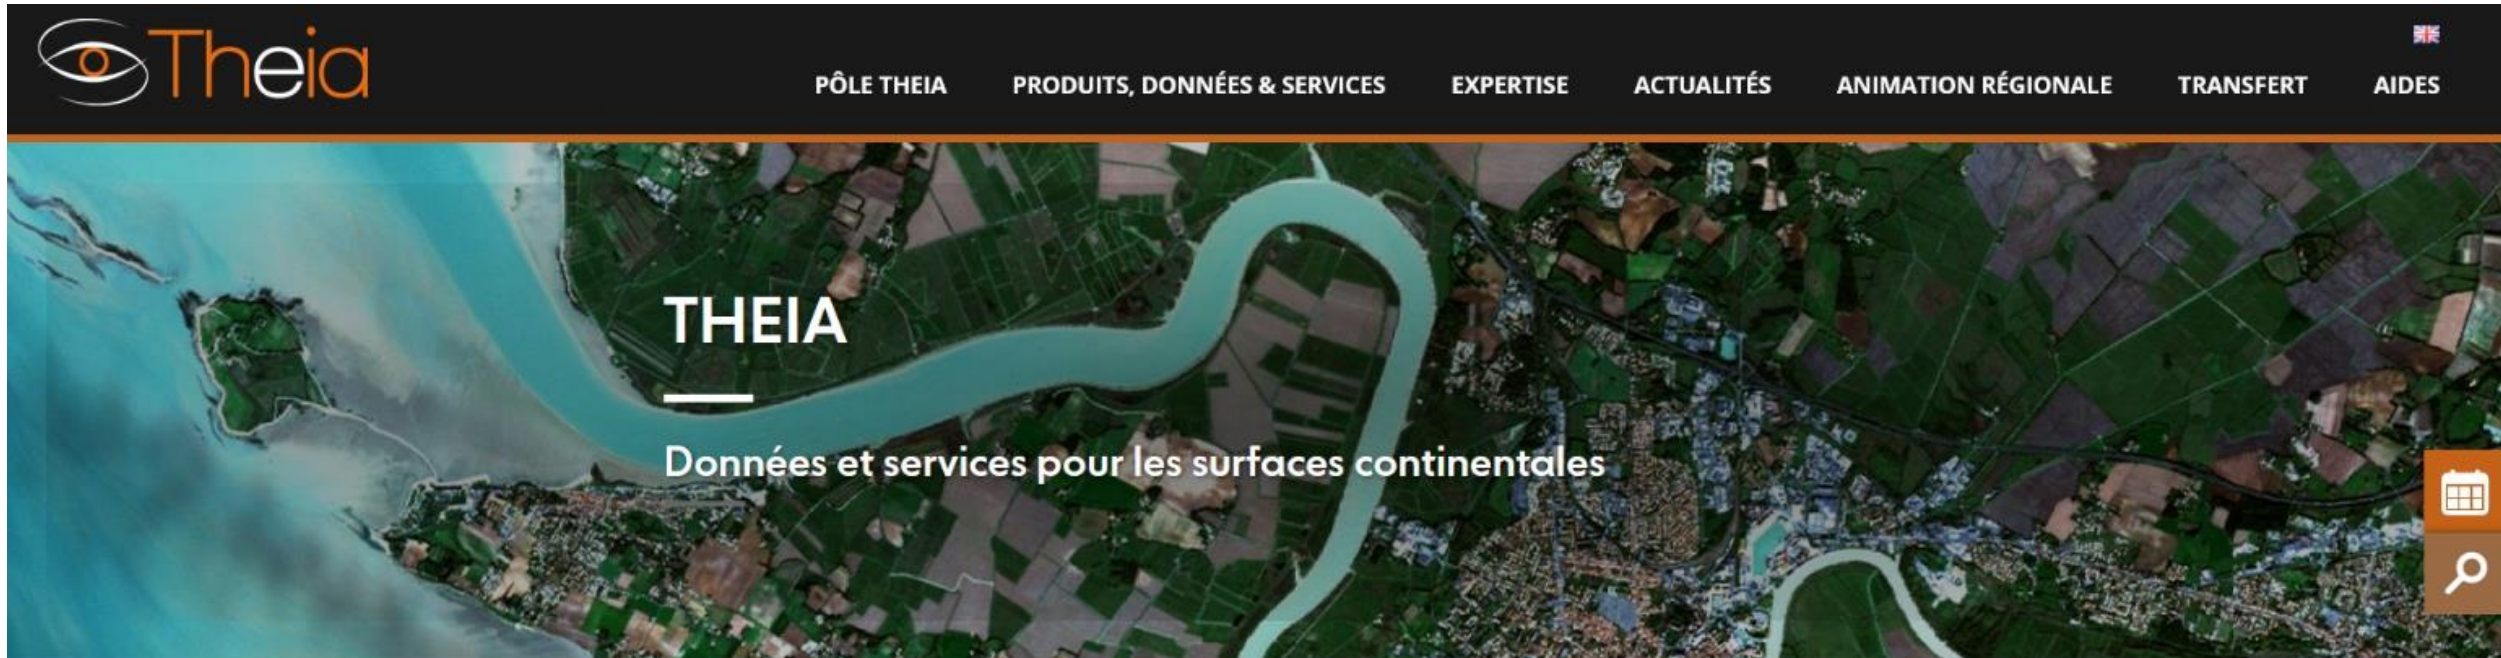 Theia
PÔLE THEIA PRODUITS, DONNÉES & SERVICES EXPERTISE ACTUALITÉS ANIMATION RÉGIONALE TRANSFERT AIDES
THEIA
Données et services pour les surfaces continentales